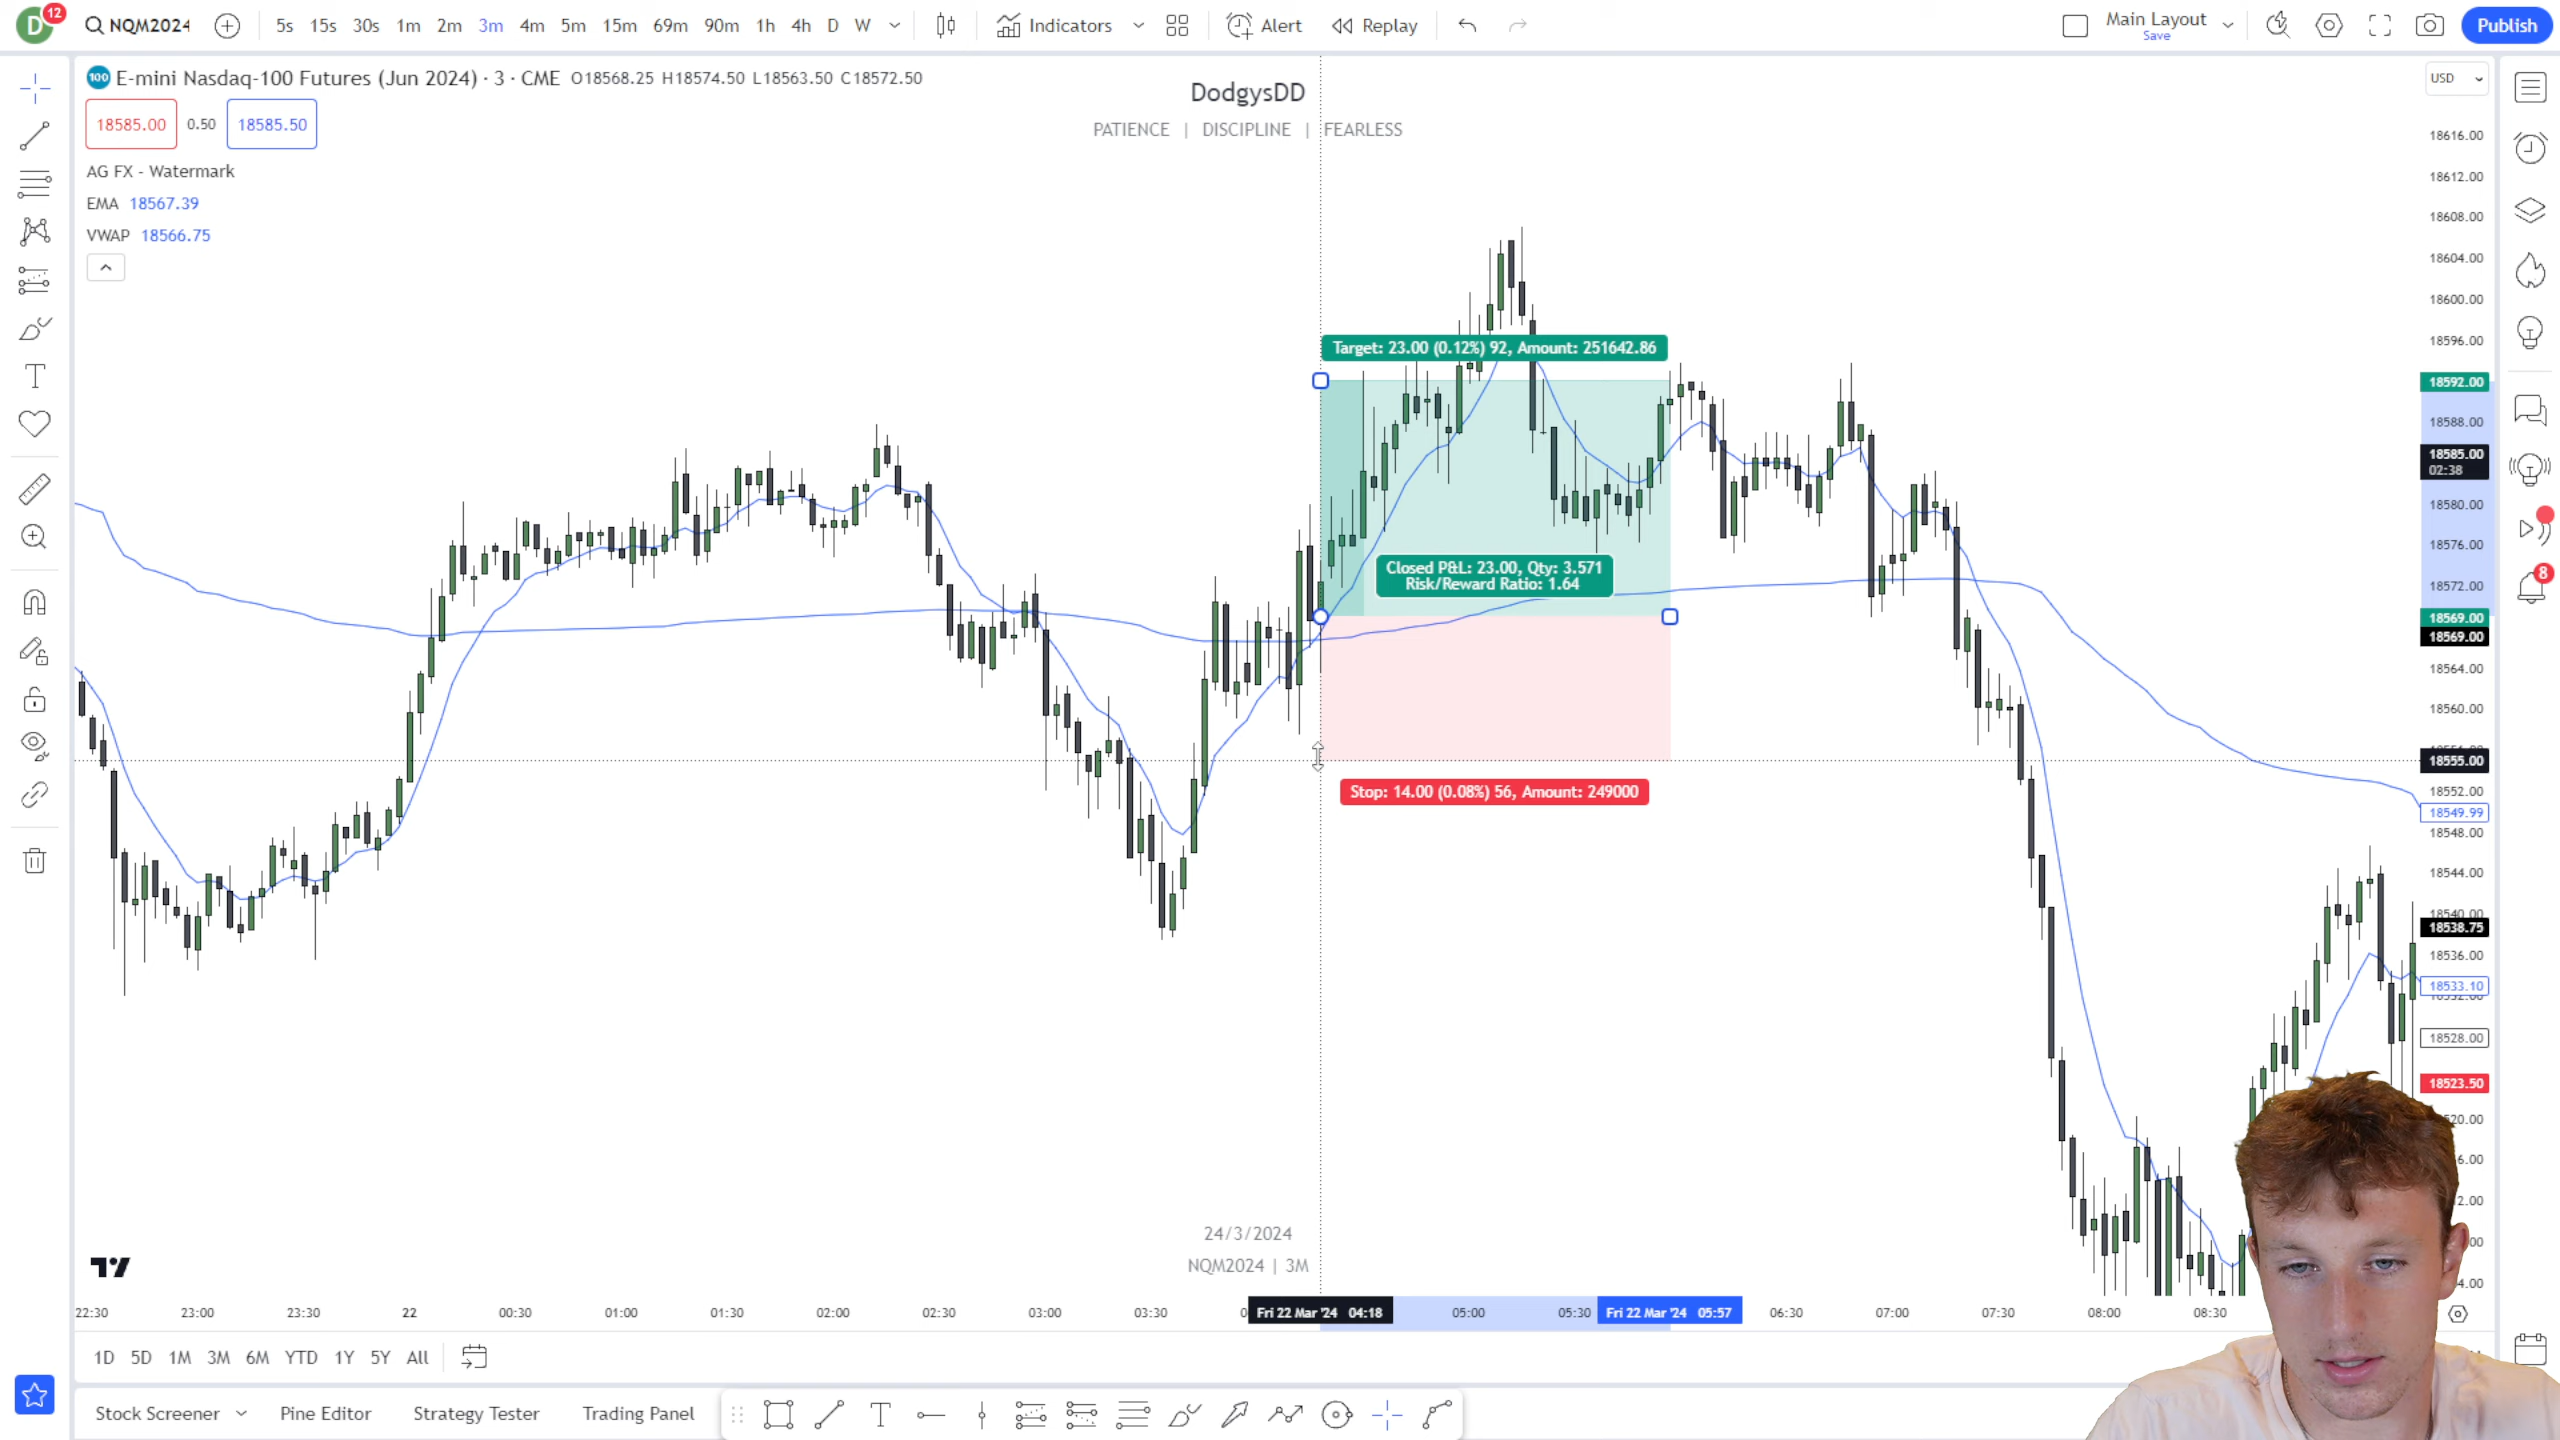 D 12 NQM2024 5s 15s 30s 1m 2m 3m 4m 5m 15m 69m 90m 1h 4h D W Indicators Alert Replay Main Layout Save Publish
100 E-mini Nasdaq-100 Futures (Jun 2024) · 3 · CME O18568.25 H18574.50 L18563.50 C18572.50
USD
18585.00 0.50 18585.50
AG FX - Watermark
EMA 18567.39
VWAP 18566.75
DodgysDD
PATIENCE | DISCIPLINE | FEARLESS
Target: 23.00 (0.12%) 92, Amount: 251642.86
Closed P&L: 23.00, Qty: 3.571
Risk/Reward Ratio: 1.64
Stop: 14.00 (0.08%) 56, Amount: 249000
18616.00
18612.00
18608.00
18604.00
18600.00
18596.00
18592.00
18588.00
18585.00
02:38
18580.00
18576.00
18572.00
18569.00
18569.00
18564.00
18560.00
18555.00
18552.00
18549.99
18548.00
18544.00
18540.00
18538.75
18536.00
18533.10
18528.00
18523.50
8
24/3/2024
NQM2024 | 3M
22:30 23:00 23:30 22 00:30 01:00 01:30 02:00 02:30 03:00 03:30 Fri 22 Mar '24 04:18 05:00 05:30 Fri 22 Mar '24 05:57 06:30 07:00 07:30 08:00 08:30
1D 5D 1M 3M 6M YTD 1Y 5Y All
Stock Screener Pine Editor Strategy Tester Trading Panel